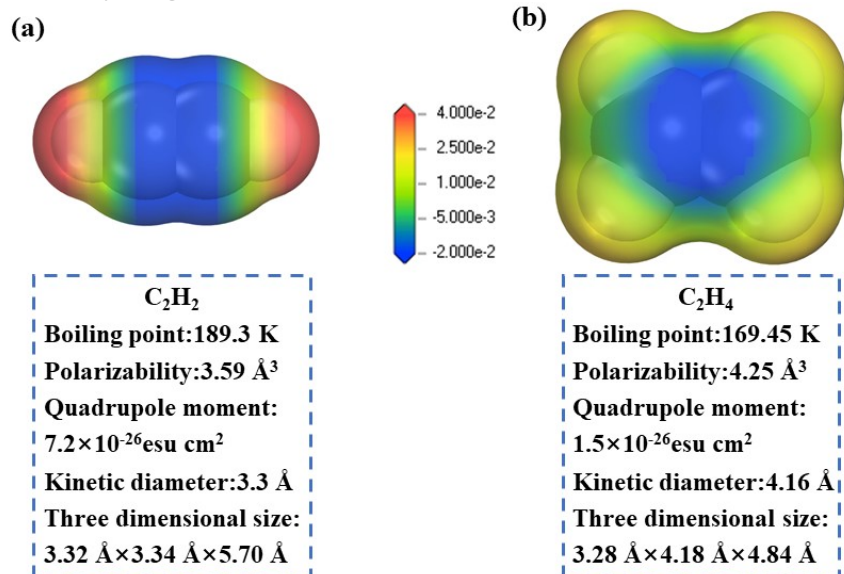 (a)
(b)
4.000e-2
2.500e-2
1.000e-2
-5.000e-3
-2.000e-2
C₂H₂
Boiling point:189.3 K
Polarizability:3.59 Å³
Quadrupole moment:
7.2×10⁻²⁶esu cm²
Kinetic diameter:3.3 Å
Three dimensional size:
3.32 Å×3.34 Å×5.70 Å
C₂H₄
Boiling point:169.45 K
Polarizability:4.25 Å³
Quadrupole moment:
1.5×10⁻²⁶esu cm²
Kinetic diameter:4.16 Å
Three dimensional size:
3.28 Å×4.18 Å×4.84 Å